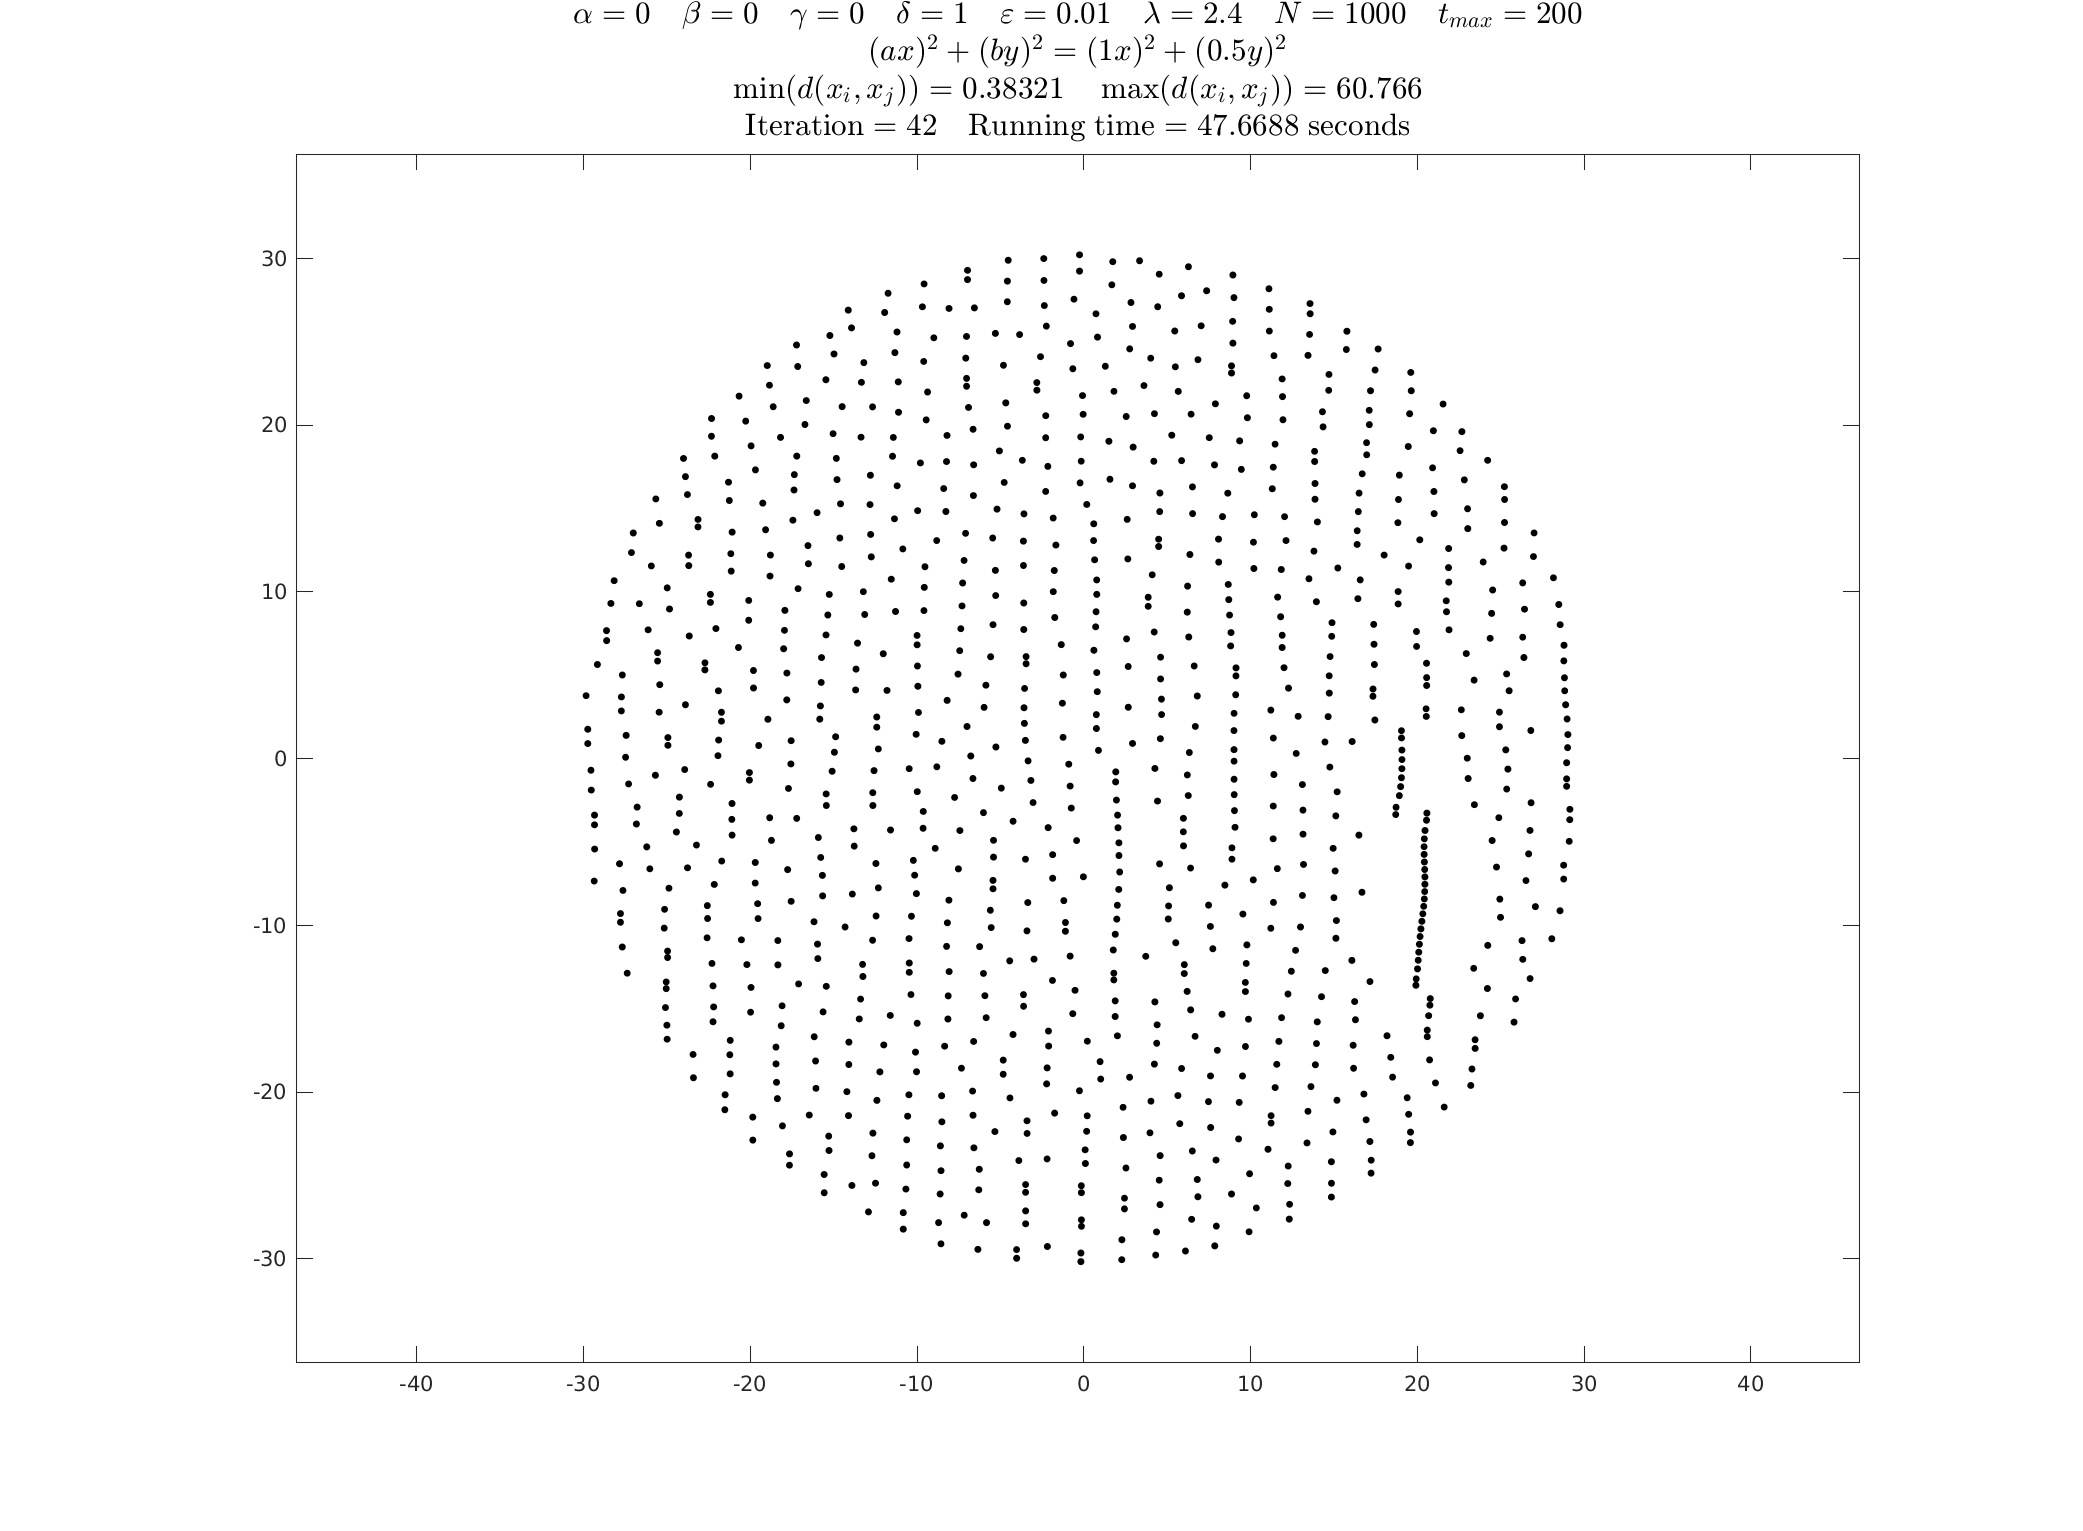 α = 0 β = 0 γ = 0 δ = 1 ε = 0.01 λ = 2.4 N = 1000 t_{max} = 200
(ax)² + (by)² = (1x)² + (0.5y)²
min(d(x_i, x_j)) = 0.38321 max(d(x_i, x_j)) = 60.766
Iteration = 42 Running time = 47.6688 seconds
30
20
10
0
-10
-20
-30
-40 -30 -20 -10 0 10 20 30 40